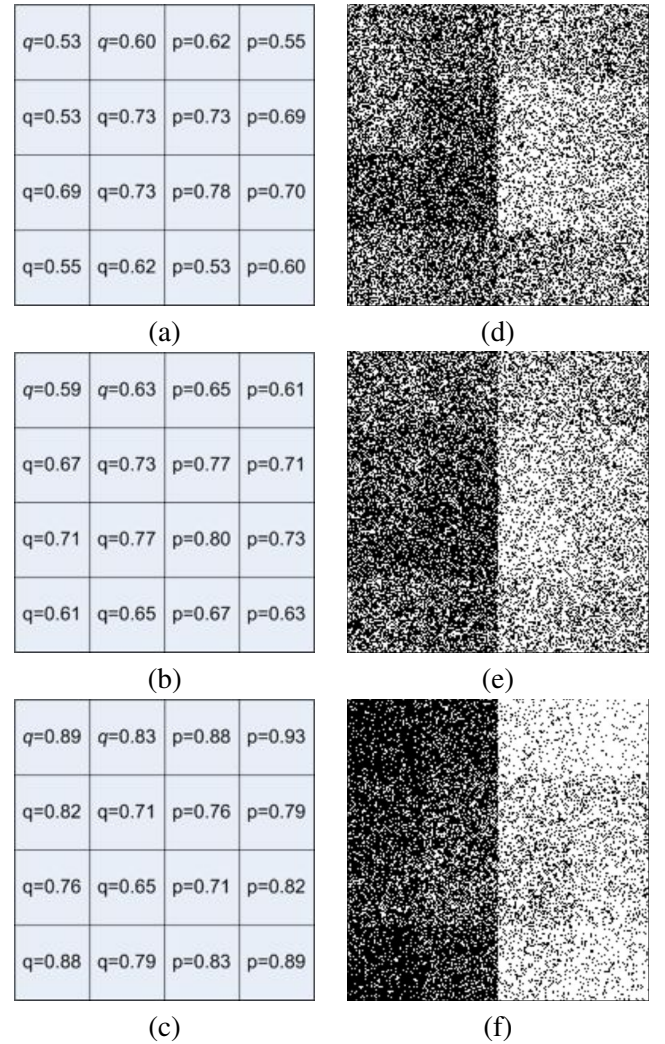 q=0.53 q=0.60 p=0.62 p=0.55
q=0.53 q=0.73 p=0.73 p=0.69
q=0.69 q=0.73 p=0.78 p=0.70
q=0.55 q=0.62 p=0.53 p=0.60
(a) (d)
q=0.59 q=0.63 p=0.65 p=0.61
q=0.67 q=0.73 p=0.77 p=0.71
q=0.71 q=0.77 p=0.80 p=0.73
q=0.61 q=0.65 p=0.67 p=0.63
(b) (e)
q=0.89 q=0.83 p=0.88 p=0.93
q=0.82 q=0.71 p=0.76 p=0.79
q=0.76 q=0.65 p=0.71 p=0.82
q=0.88 q=0.79 p=0.83 p=0.89
(c) (f)